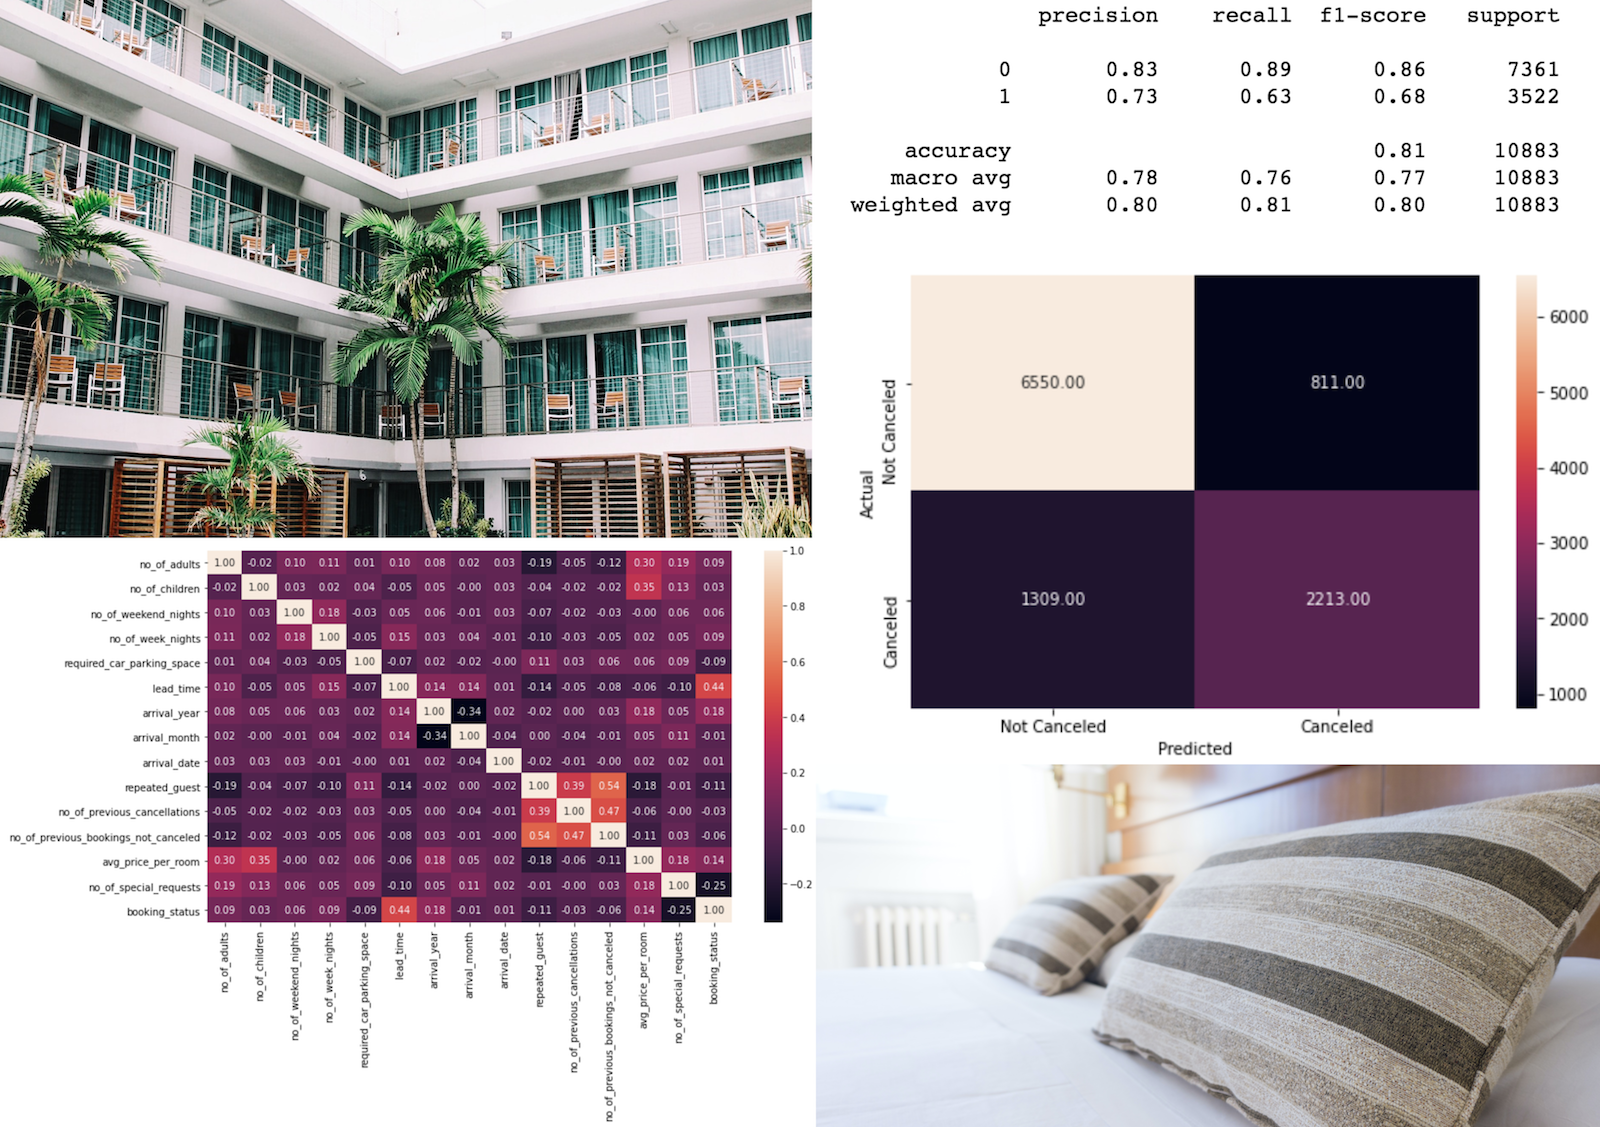 precision recall f1-score support
0 0.83 0.89 0.86 7361
1 0.73 0.63 0.68 3522
accuracy 0.81 10883
macro avg 0.78 0.76 0.77 10883
weighted avg 0.80 0.81 0.80 10883
Actual
Not Canceled 6550.00 811.00
Canceled 1309.00 2213.00
Not Canceled Canceled
Predicted
6000
5000
4000
3000
2000
1000
no_of_adults 1.00 -0.02 0.10 0.11 0.01 0.10 0.08 0.02 0.03 -0.19 -0.05 -0.12 0.30 0.19 0.09
no_of_children -0.02 1.00 0.03 0.02 0.04 -0.05 0.05 -0.00 0.03 -0.04 -0.02 -0.02 0.35 0.13 0.03
no_of_weekend_nights 0.10 0.03 1.00 0.18 -0.03 0.05 0.06 -0.01 0.03 -0.07 -0.02 -0.03 -0.00 0.06 0.06
no_of_week_nights 0.11 0.02 0.18 1.00 -0.05 0.15 0.03 0.04 -0.01 -0.10 -0.03 -0.05 0.02 0.05 0.09
required_car_parking_space 0.01 0.04 -0.03 -0.05 1.00 -0.07 0.02 -0.02 -0.00 0.11 0.03 0.06 0.06 0.09 -0.09
lead_time 0.10 -0.05 0.05 0.15 -0.07 1.00 0.14 0.14 0.01 -0.14 -0.05 -0.08 -0.06 -0.10 0.44
arrival_year 0.08 0.05 0.06 0.03 0.02 0.14 1.00 -0.34 0.02 -0.02 0.00 0.03 0.18 0.05 0.18
arrival_month 0.02 -0.00 -0.01 0.04 -0.02 0.14 -0.34 1.00 -0.04 0.00 -0.04 -0.01 0.05 0.11 -0.01
arrival_date 0.03 0.03 0.03 -0.01 -0.00 0.01 0.02 -0.04 1.00 -0.02 -0.01 -0.00 0.02 0.02 0.01
repeated_guest -0.19 -0.04 -0.07 -0.10 0.11 -0.14 -0.02 0.00 -0.02 1.00 0.39 0.54 -0.18 -0.01 -0.11
no_of_previous_cancellations -0.05 -0.02 -0.02 -0.03 0.03 -0.05 0.00 -0.04 -0.01 0.39 1.00 0.47 -0.06 -0.00 -0.03
no_of_previous_bookings_not_canceled -0.12 -0.02 -0.03 -0.05 0.06 -0.08 0.03 -0.01 -0.00 0.54 0.47 1.00 -0.11 0.03 -0.06
avg_price_per_room 0.30 0.35 -0.00 0.02 0.06 -0.06 0.18 0.05 0.02 -0.18 -0.06 -0.11 1.00 0.18 0.14
no_of_special_requests 0.19 0.13 0.06 0.05 0.09 -0.10 0.05 0.11 0.02 -0.01 -0.00 0.03 0.18 1.00 -0.25
booking_status 0.09 0.03 0.06 0.09 -0.09 0.44 0.18 -0.01 0.01 -0.11 -0.03 -0.06 0.14 -0.25 1.00
no_of_adults
no_of_children
no_of_weekend_nights
no_of_week_nights
required_car_parking_space
lead_time
arrival_year
arrival_month
arrival_date
repeated_guest
no_of_previous_cancellations
no_of_previous_bookings_not_canceled
avg_price_per_room
no_of_special_requests
booking_status
1.0
0.8
0.6
0.4
0.2
0.0
-0.2